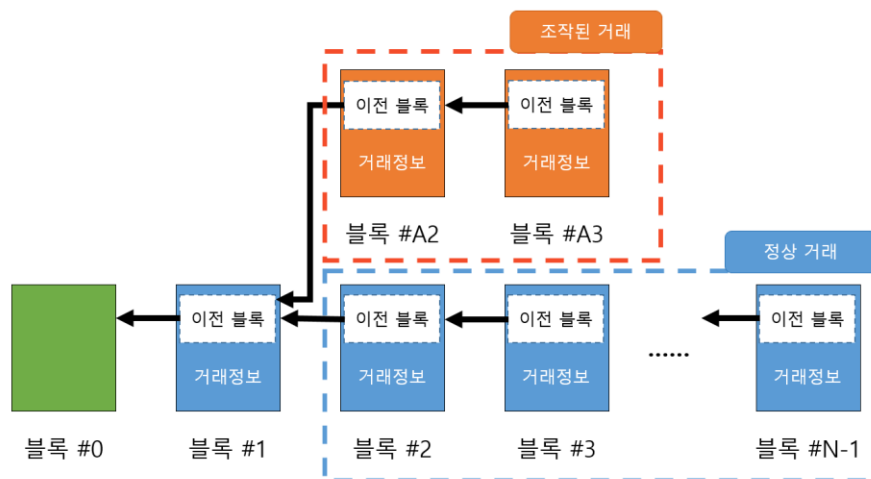 조작된 거래
이전 블록
이전 블록
거래정보
거래정보
블록 #A2
블록 #A3
정상 거래
이전 블록
이전 블록
이전 블록
이전 블록
거래정보
거래정보
거래정보
......
거래정보
블록 #0
블록 #1
블록 #2
블록 #3
블록 #N-1